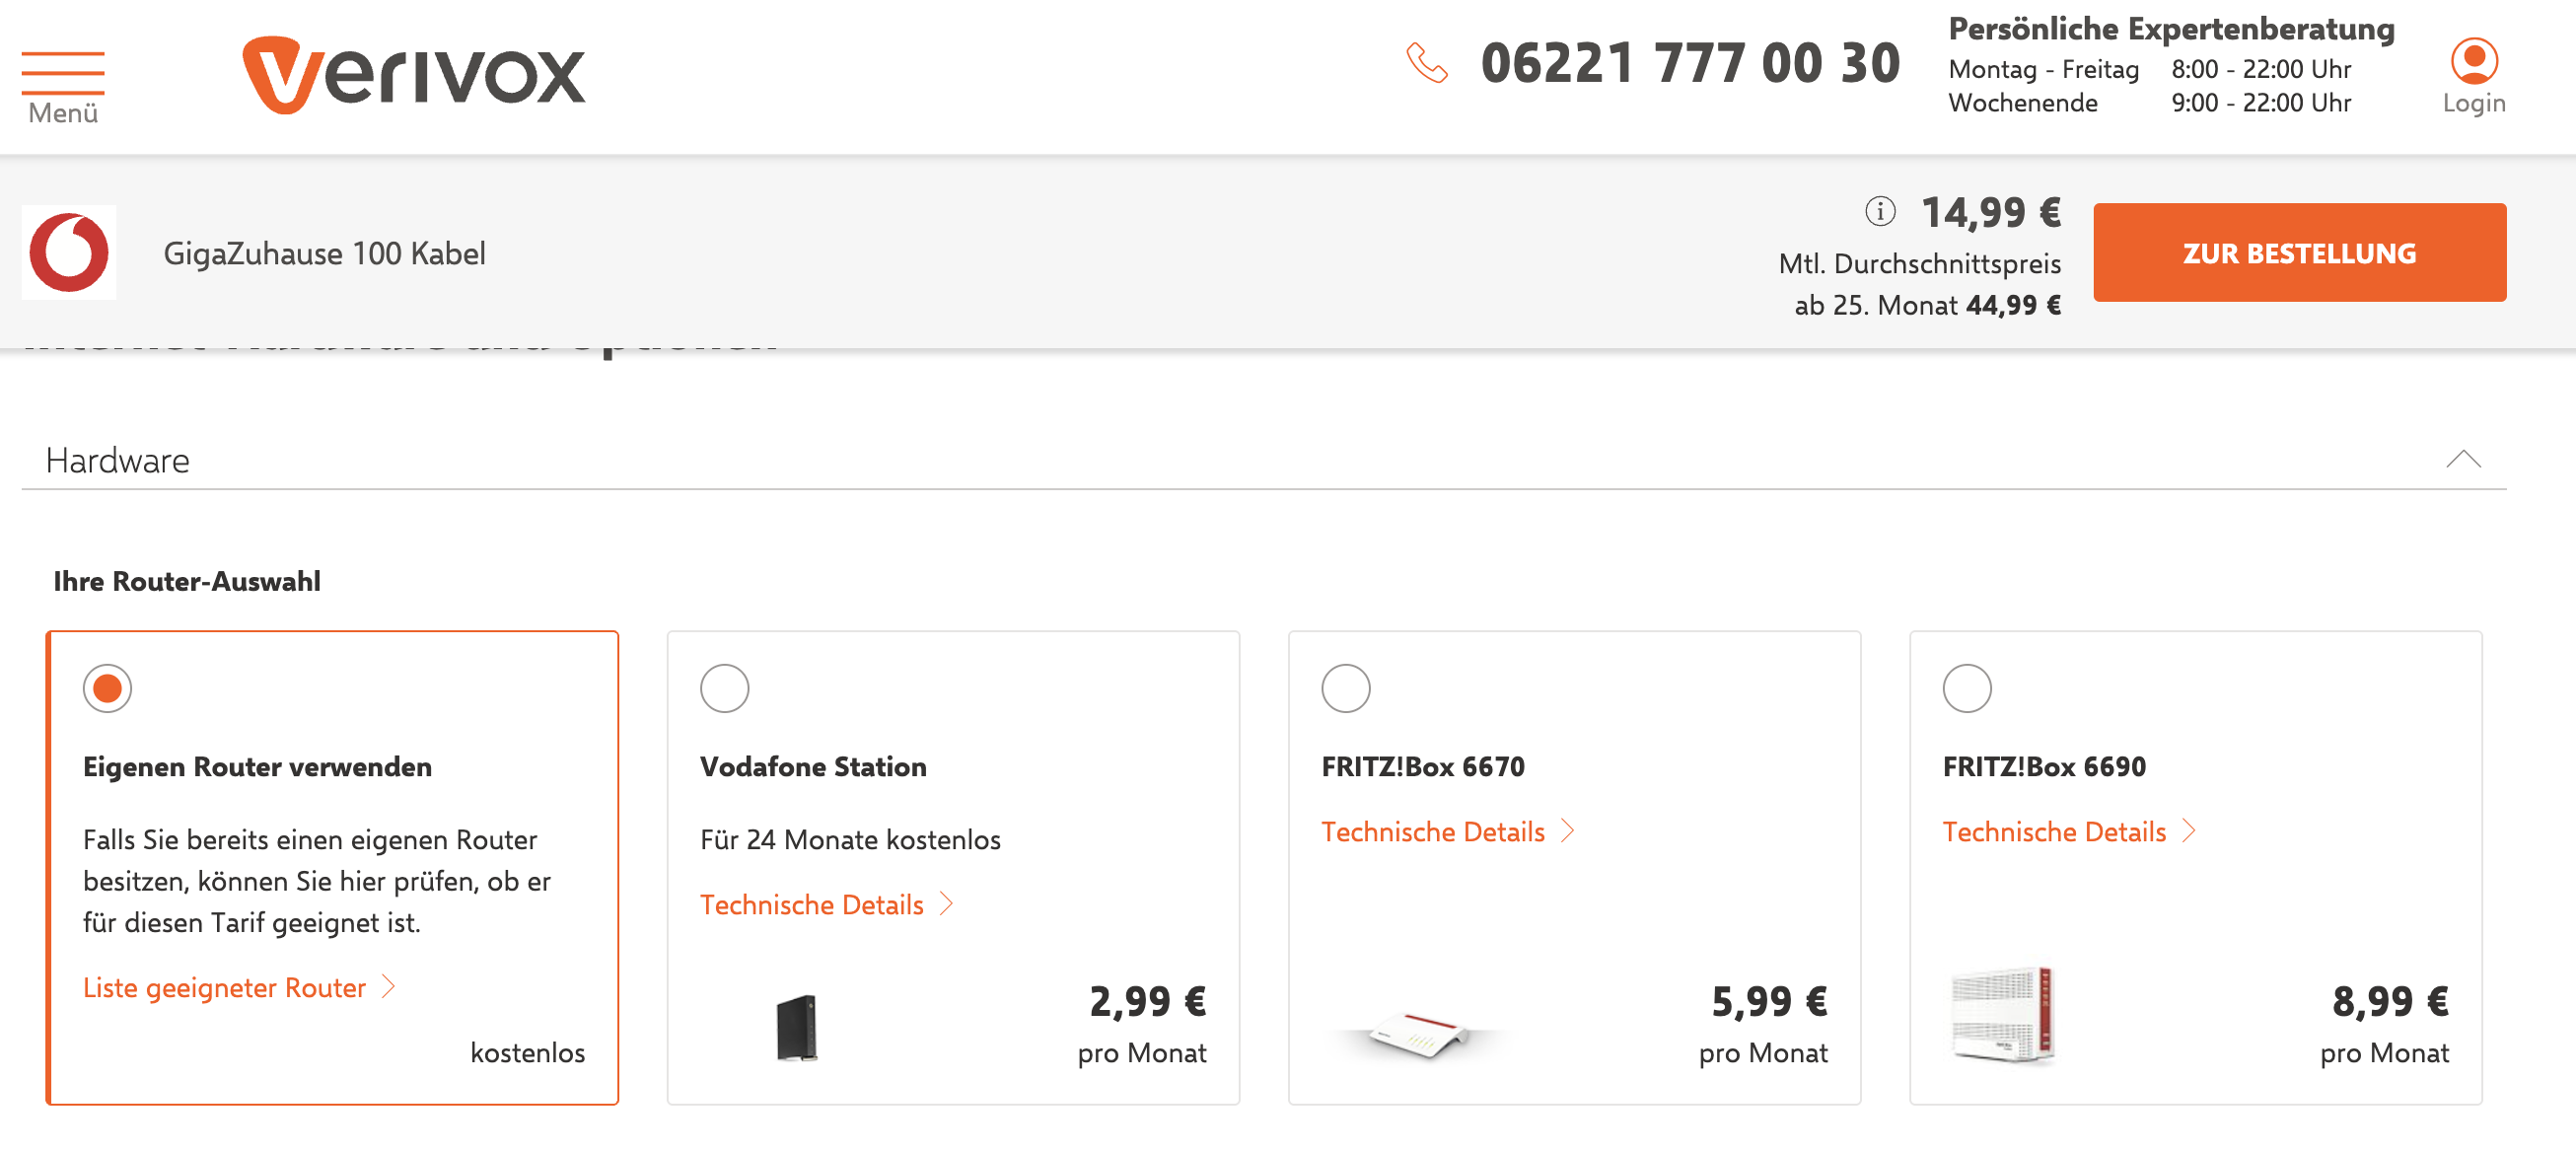 Menü
verivox
06221 777 00 30
Persönliche Expertenberatung
Montag - Freitag 8:00 - 22:00 Uhr
Wochenende 9:00 - 22:00 Uhr
Login
GigaZuhause 100 Kabel
14,99 €
Mtl. Durchschnittspreis
ab 25. Monat 44,99 €
ZUR BESTELLUNG
Hardware
Ihre Router-Auswahl
Eigenen Router verwenden
Falls Sie bereits einen eigenen Router
besitzen, können Sie hier prüfen, ob er
für diesen Tarif geeignet ist.
Liste geeigneter Router
kostenlos
Vodafone Station
Für 24 Monate kostenlos
Technische Details
2,99 €
pro Monat
FRITZ!Box 6670
Technische Details
5,99 €
pro Monat
FRITZ!Box 6690
Technische Details
8,99 €
pro Monat